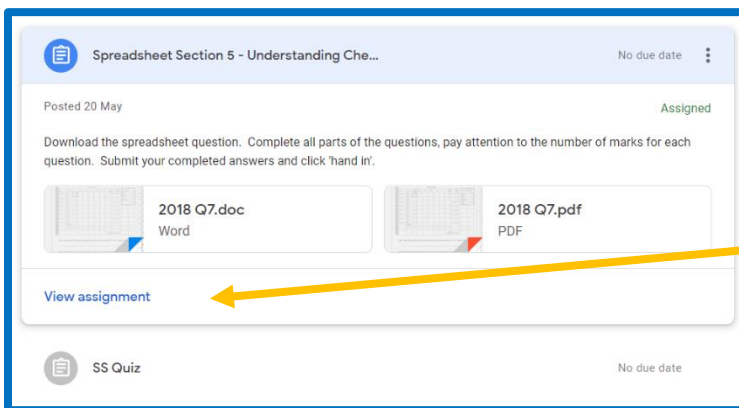 Spreadsheet Section 5 - Understanding Che...
No due date
Posted 20 May
Assigned
Download the spreadsheet question. Complete all parts of the questions, pay attention to the number of marks for each
question. Submit your completed answers and click 'hand in'.
2018 Q7.doc
Word
2018 Q7.pdf
PDF
View assignment
SS Quiz
No due date